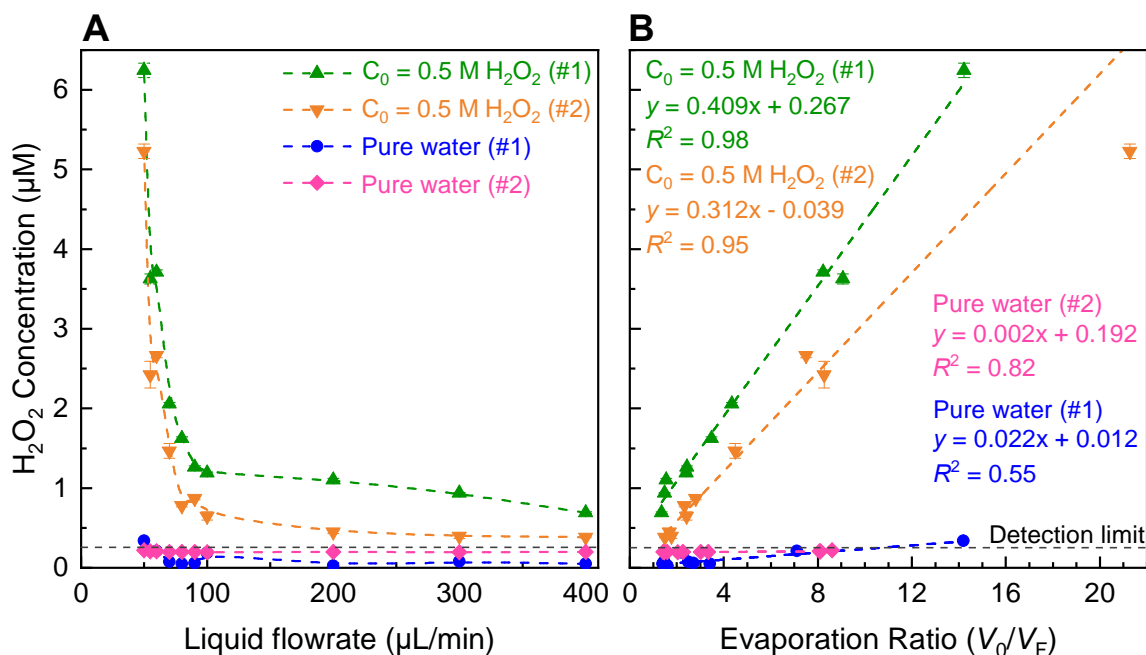 A
B
C₀ = 0.5 M H₂O₂ (#1)
C₀ = 0.5 M H₂O₂ (#2)
Pure water (#1)
Pure water (#2)
H₂O₂ Concentration (µM)
6
5
4
3
2
1
0
0
100
200
300
400
Liquid flowrate (µL/min)
C₀ = 0.5 M H₂O₂ (#1)
y = 0.409x + 0.267
R² = 0.98
C₀ = 0.5 M H₂O₂ (#2)
y = 0.312x - 0.039
R² = 0.95
Pure water (#2)
y = 0.002x + 0.192
R² = 0.82
Pure water (#1)
y = 0.022x + 0.012
R² = 0.55
Detection limit
0
4
8
12
16
20
Evaporation Ratio (V₀/V_F)